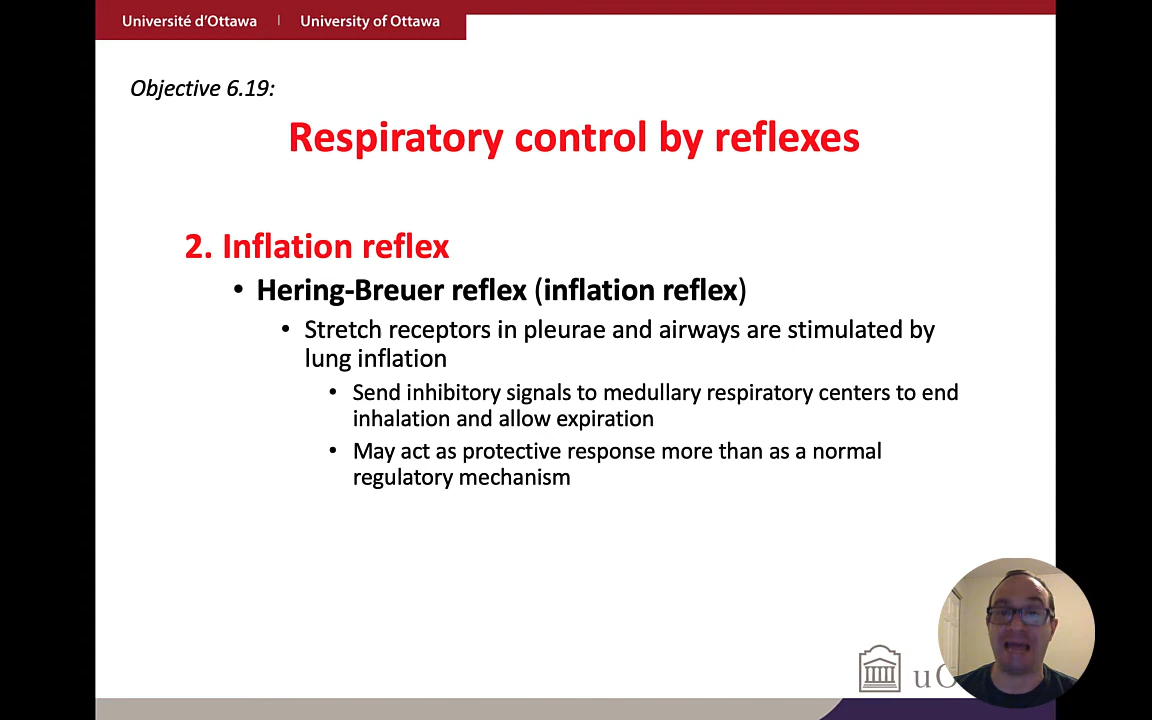 Université d'Ottawa | University of Ottawa
Objective 6.19:
Respiratory control by reflexes
2. Inflation reflex
• Hering-Breuer reflex (inflation reflex)
• Stretch receptors in pleurae and airways are stimulated by
lung inflation
• Send inhibitory signals to medullary respiratory centers to end
inhalation and allow expiration
• May act as protective response more than as a normal
regulatory mechanism